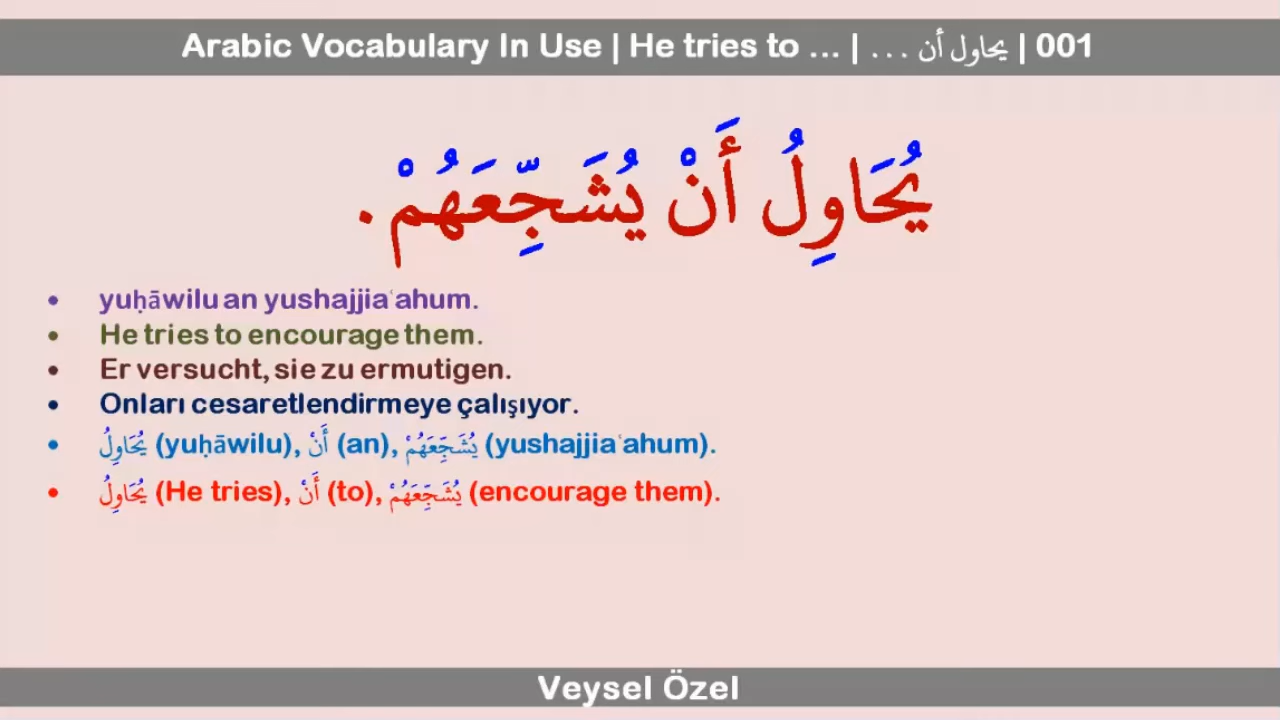 Arabic Vocabulary In Use | He tries to ... | يحاول أن ... | 001
يُحَاوِلُ أَنْ يُشَجِّعَهُمْ.
• yuḥāwilu an yushajjiaʿahum.
• He tries to encourage them.
• Er versucht, sie zu ermutigen.
• Onları cesaretlendirmeye çalışıyor.
• يُحَاوِلُ (yuḥāwilu), أَنْ (an), يُشَجِّعَهُمْ (yushajjiaʿahum).
• يُحَاوِلُ (He tries), أَنْ (to), يُشَجِّعَهُمْ (encourage them).
Veysel Özel